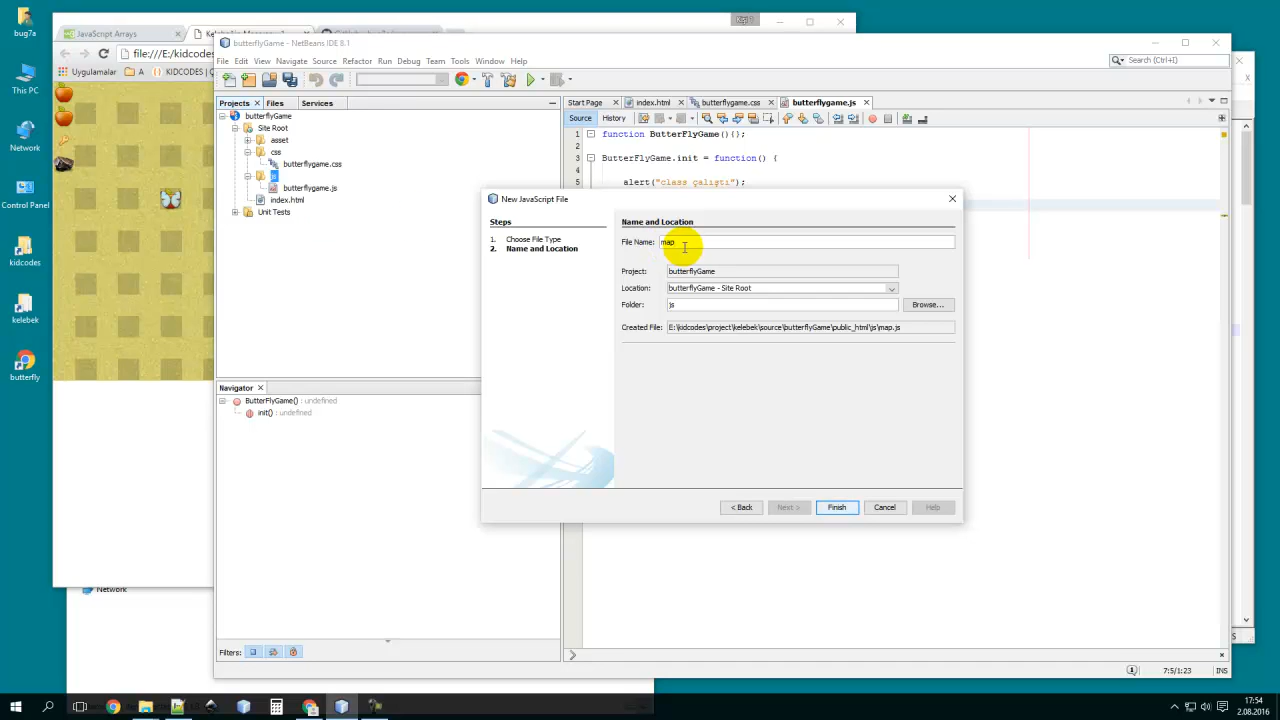 bug7a
This PC
Network
Control Panel
kidcodes
kelebek
butterfly
JavaScript Arrays
file:///E:/kidcodes
Uygulamalar
A
KIDCODES | Q
butterflyGame - NetBeans IDE 8.1
File Edit View Navigate Source Refactor Run Debug Team Tools Window Help
Search (Ctrl+I)
Projects Files Services
butterflyGame
Site Root
asset
css
butterflygame.css
js
butterflygame.js
index.html
Unit Tests
Navigator
ButterFlyGame() : undefined
init() : undefined
Filters:
Start Page index.html butterflygame.css butterflygame.js
Source History
1 function ButterFlyGame(){};
2
3 ButterFlyGame.init = function() {
4
5 alert("class çalıştı");
New JavaScript File
Steps
1. Choose File Type
2. Name and Location
Name and Location
File Name: map
Project: butterflyGame
Location: butterflyGame - Site Root
Folder: js
Browse...
Created File: E:\kidcodes\project\kelebek\source\butterflyGame\public_html\js\map.js
< Back Next > Finish Cancel Help
Network
7:5/1:23 INS
17:54
2.08.2016